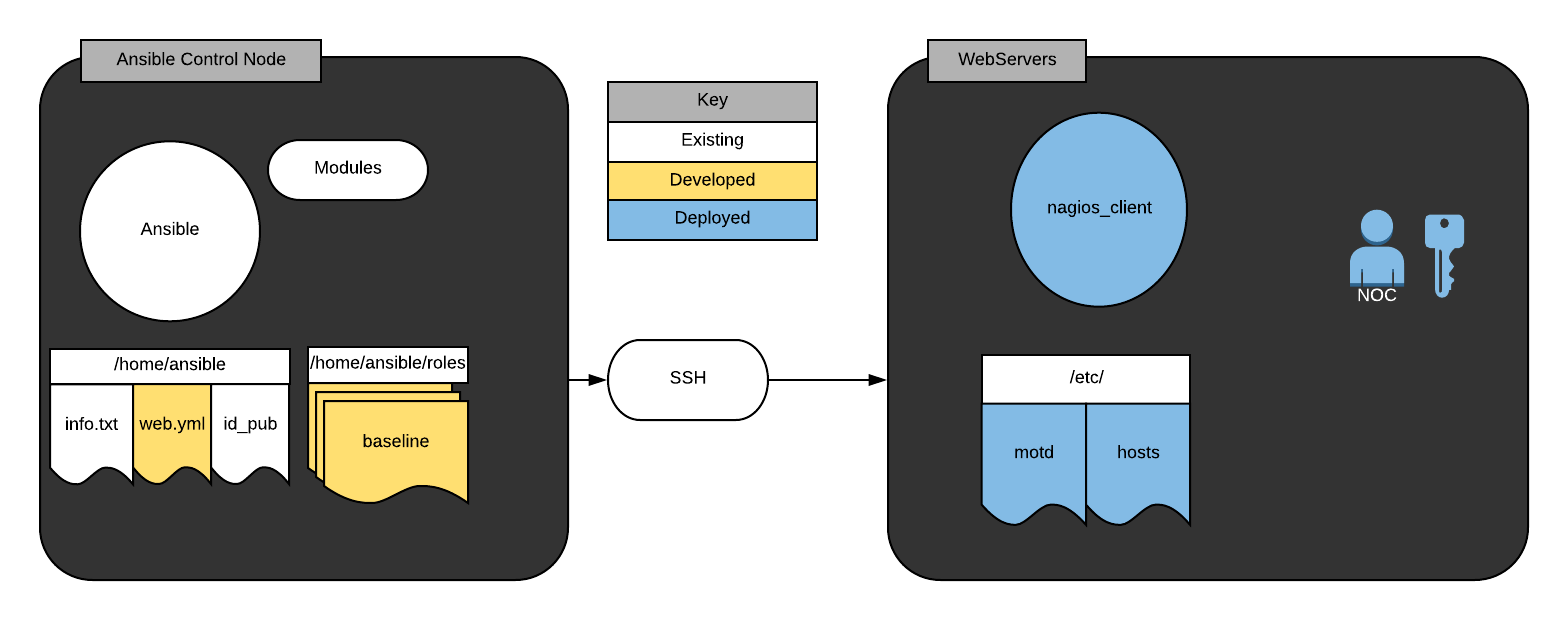 Ansible Control Node
Ansible
Modules
/home/ansible
info.txt
web.yml
id_pub
/home/ansible/roles
baseline
Key
Existing
Developed
Deployed
SSH
WebServers
nagios_client
NOC
/etc/
motd
hosts